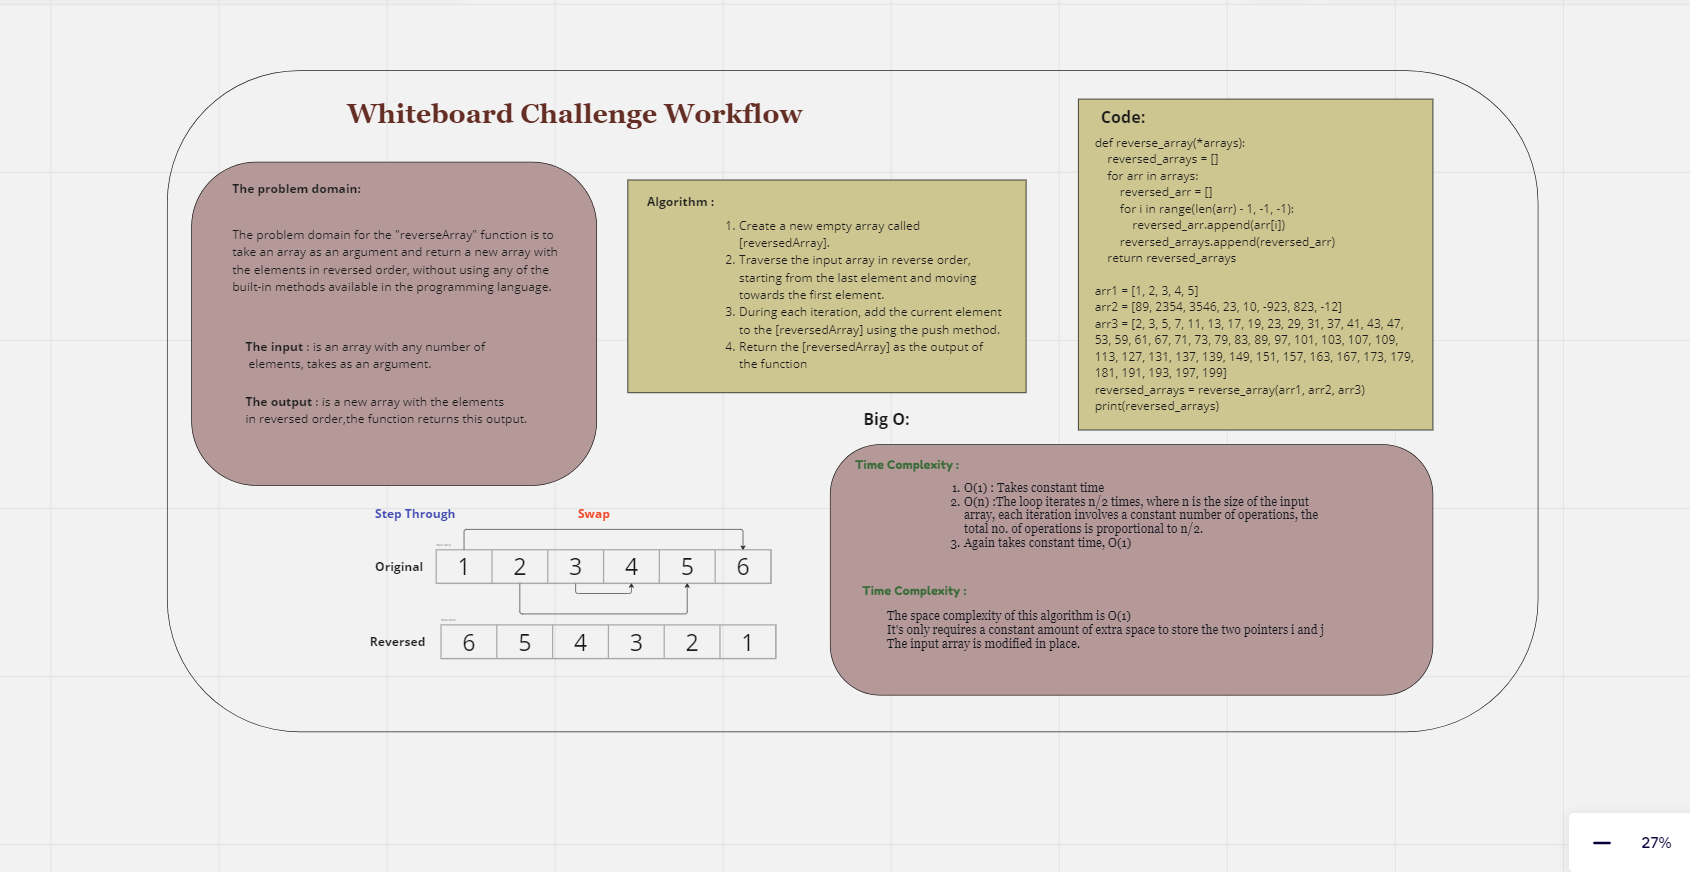 Whiteboard Challenge Workflow
The problem domain:
The problem domain for the "reverseArray" function is to
take an array as an argument and return a new array with
the elements in reversed order, without using any of the
built-in methods available in the programming language.
The input : is an array with any number of
elements, takes as an argument.
The output : is a new array with the elements
in reversed order,the function returns this output.
Algorithm :
1. Create a new empty array called
[reversedArray].
2. Traverse the input array in reverse order,
starting from the last element and moving
towards the first element.
3. During each iteration, add the current element
to the [reversedArray] using the push method.
4. Return the [reversedArray] as the output of
the function
Code:
def reverse_array(*arrays):
    reversed_arrays = []
    for arr in arrays:
        reversed_arr = []
        for i in range(len(arr) - 1, -1, -1):
            reversed_arr.append(arr[i])
        reversed_arrays.append(reversed_arr)
    return reversed_arrays
arr1 = [1, 2, 3, 4, 5]
arr2 = [89, 2354, 3546, 23, 10, -923, 823, -12]
arr3 = [2, 3, 5, 7, 11, 13, 17, 19, 23, 29, 31, 37, 41, 43, 47,
53, 59, 61, 67, 71, 73, 79, 83, 89, 97, 101, 103, 107, 109,
113, 127, 131, 137, 139, 149, 151, 157, 163, 167, 173, 179,
181, 191, 193, 197, 199]
reversed_arrays = reverse_array(arr1, arr2, arr3)
print(reversed_arrays)
Big O:
Time Complexity :
1. O(1) : Takes constant time
2. O(n) :The loop iterates n/2 times, where n is the size of the input
array, each iteration involves a constant number of operations, the
total no. of operations is proportional to n/2.
3. Again takes constant time, O(1)
Time Complexity :
The space complexity of this algorithm is O(1)
It's only requires a constant amount of extra space to store the two pointers i and j
The input array is modified in place.
Step Through Swap
Original 1 2 3 4 5 6
Reversed 6 5 4 3 2 1
27%